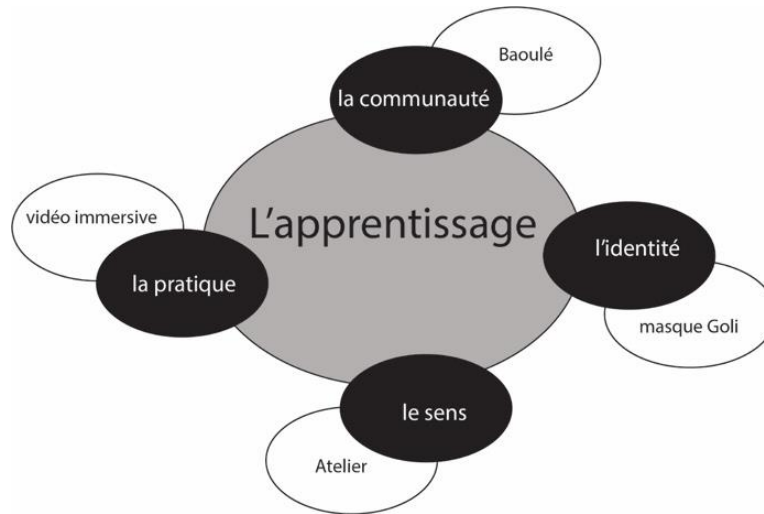 Baoulé
la communauté
L'apprentissage
vidéo immersive
l'identité
la pratique
masque Goli
le sens
Atelier